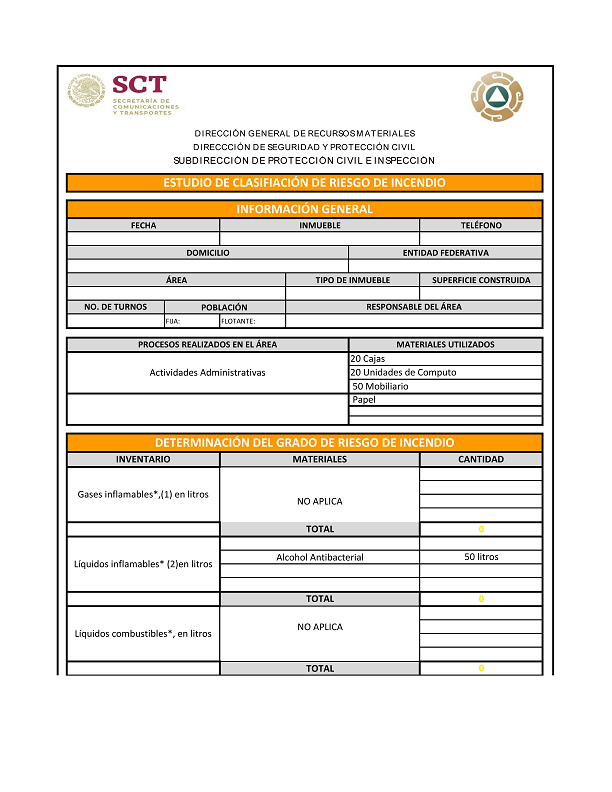 SCT
SECRETARÍA DE
COMUNICACIONES
Y TRANSPORTES
DIRECCIÓN GENERAL DE RECURSOS MATERIALES
DIRECCCIÓN DE SEGURIDAD Y PROTECCIÓN CIVIL
SUBDIRECCIÓN DE PROTECCIÓN CIVIL E INSPECCIÓN
ESTUDIO DE CLASIFIACIÓN DE RIESGO DE INCENDIO
INFORMACIÓN GENERAL
FECHA INMUEBLE TELÉFONO
DOMICILIO ENTIDAD FEDERATIVA
ÁREA TIPO DE INMUEBLE SUPERFICIE CONSTRUIDA
NO. DE TURNOS POBLACIÓN RESPONSABLE DEL ÁREA
FIJA: FLOTANTE:
PROCESOS REALIZADOS EN EL ÁREA MATERIALES UTILIZADOS
20 Cajas
Actividades Administrativas 20 Unidades de Computo
50 Mobiliario
Papel
DETERMINACIÓN DEL GRADO DE RIESGO DE INCENDIO
INVENTARIO MATERIALES CANTIDAD
Gases inflamables*,(1) en litros NO APLICA
TOTAL 0
Líquidos inflamables* (2)en litros Alcohol Antibacterial 50 litros
TOTAL 0
Líquidos combustibles*, en litros NO APLICA
TOTAL 0